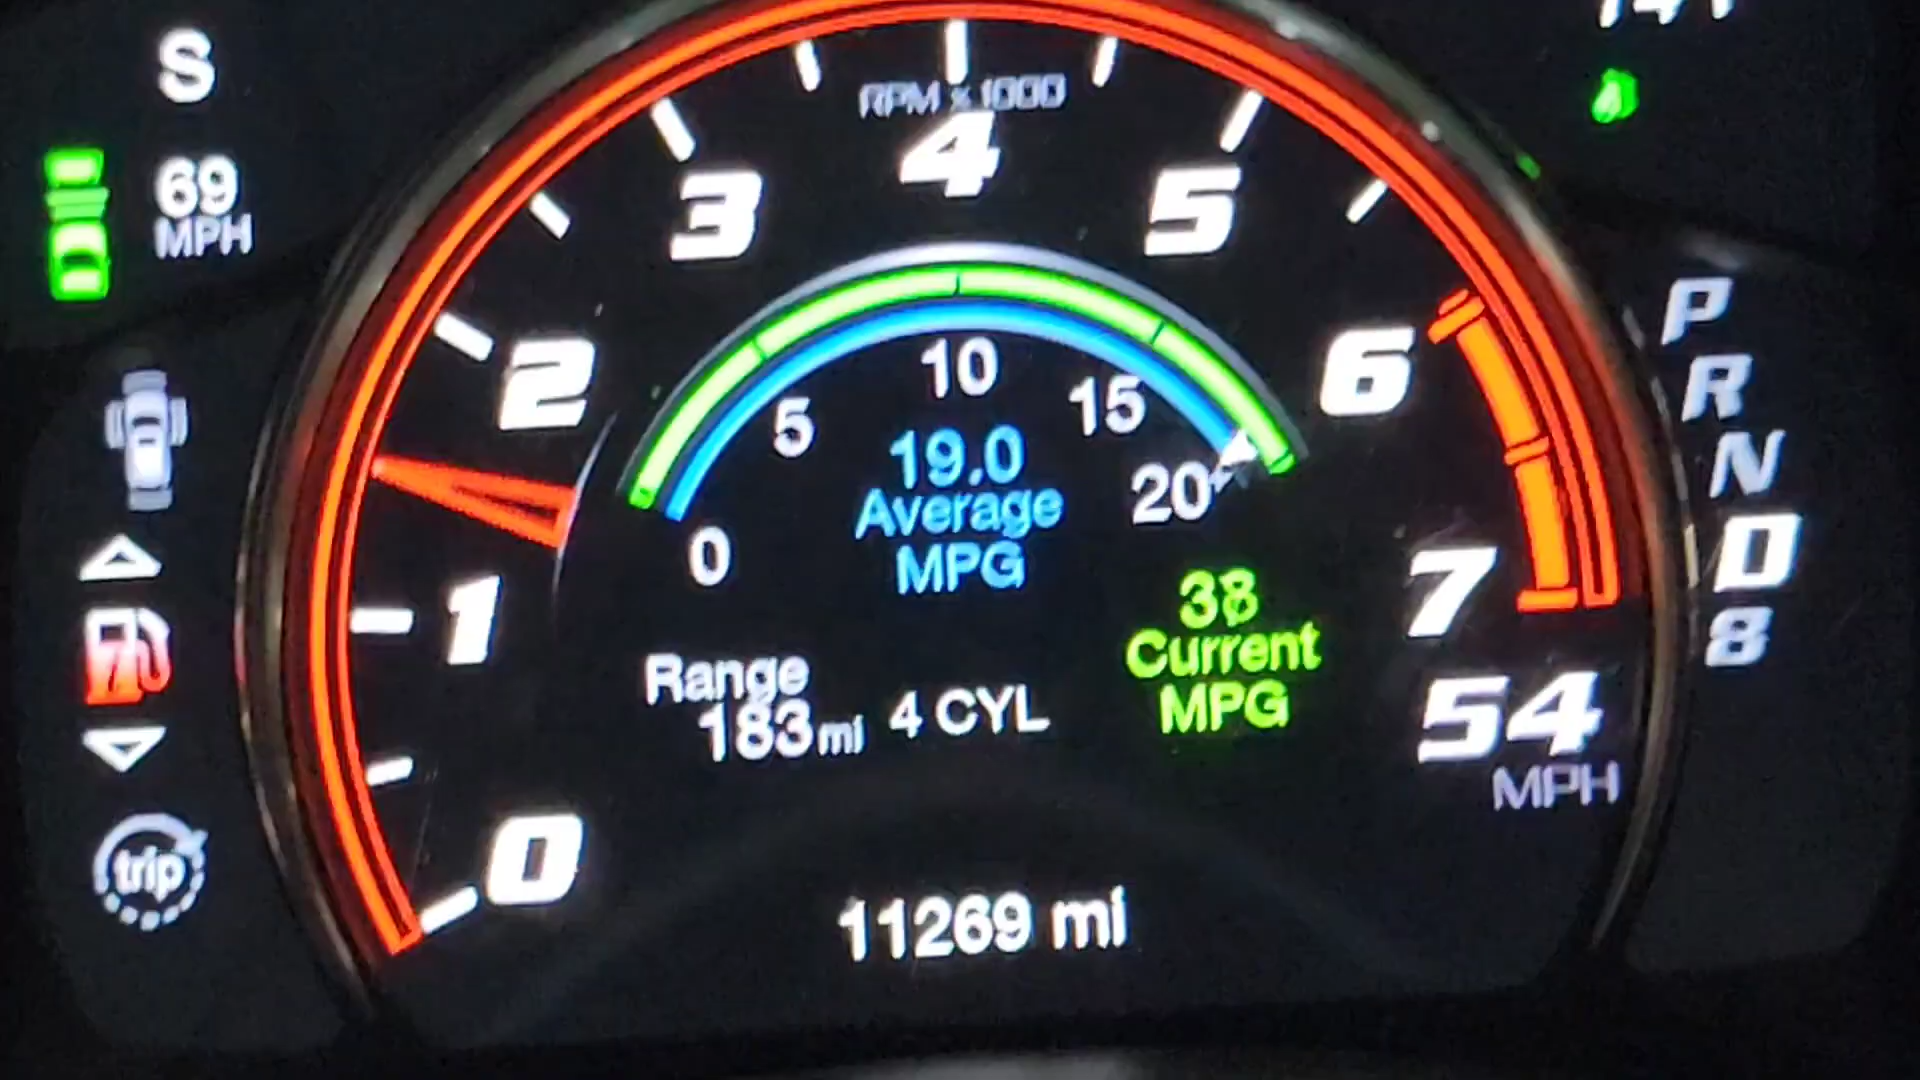 S
69
MPH
RPM x 1000
0
1
2
3
4
5
6
7
0
5
10
15
20+
19.0
Average
MPG
38
Current
MPG
Range
183 mi
4 CYL
54
MPH
11269 mi
trip
P
R
N
D
8